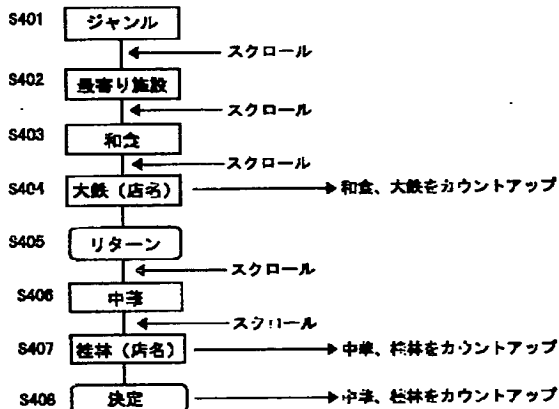 S401 ジャンル
スクロール
S402 最寄り施設
スクロール
S403 和食
スクロール
S404 大鉄（店名） 和食、大鉄をカウントアップ
S405 リターン
スクロール
S406 中華
スクロール
S407 桂林（店名） 中華、桂林をカウントアップ
S408 決定 中華、桂林をカウントアップ